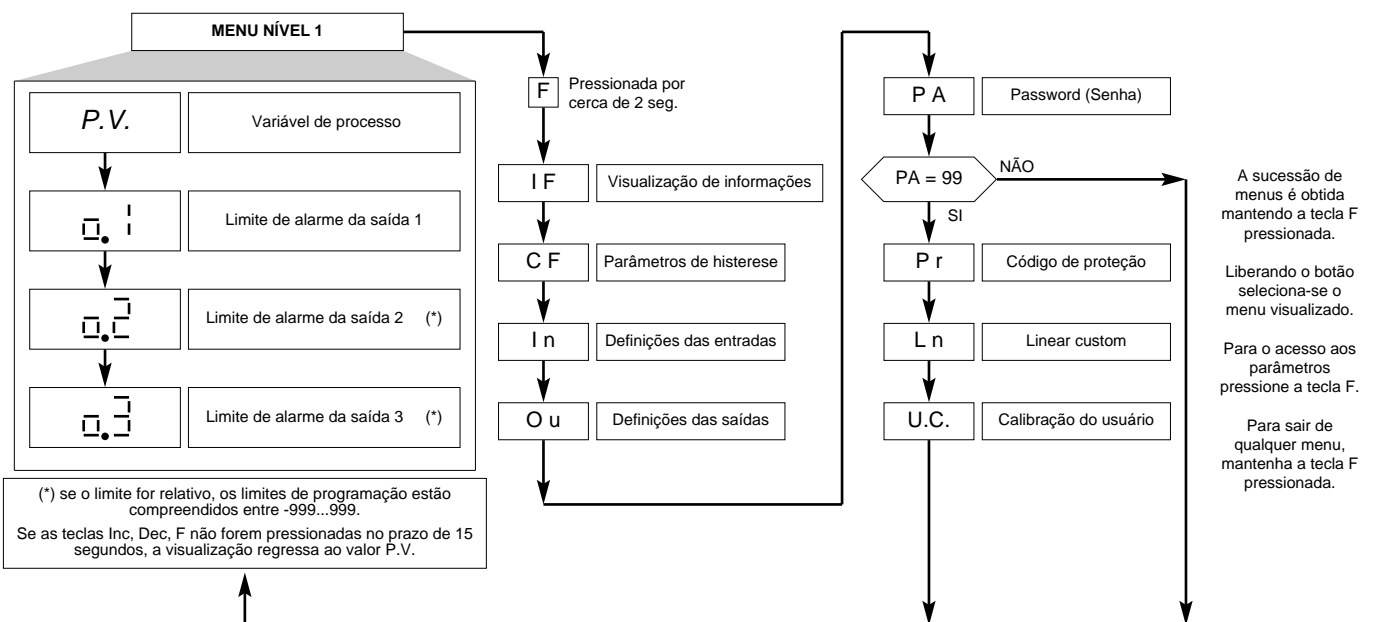 MENU NÍVEL 1
P.V.
Variável de processo
o.1
Limite de alarme da saída 1
o.2
Limite de alarme da saída 2 (*)
o.3
Limite de alarme da saída 3 (*)
(*) se o limite for relativo, os limites de programação estão
compreendidos entre -999...999.
Se as teclas Inc, Dec, F não forem pressionadas no prazo de 15
segundos, a visualização regressa ao valor P.V.
F
Pressionada por
cerca de 2 seg.
I F
Visualização de informações
C F
Parâmetros de histerese
I n
Definições das entradas
O u
Definições das saídas
P A
Password (Senha)
PA = 99
NÃO
SI
P r
Código de proteção
L n
Linear custom
U.C.
Calibração do usuário
A sucessão de
menus é obtida
mantendo a tecla F
pressionada.
Liberando o botão
seleciona-se o
menu visualizado.
Para o acesso aos
parâmetros
pressione a tecla F.
Para sair de
qualquer menu,
mantenha a tecla F
pressionada.